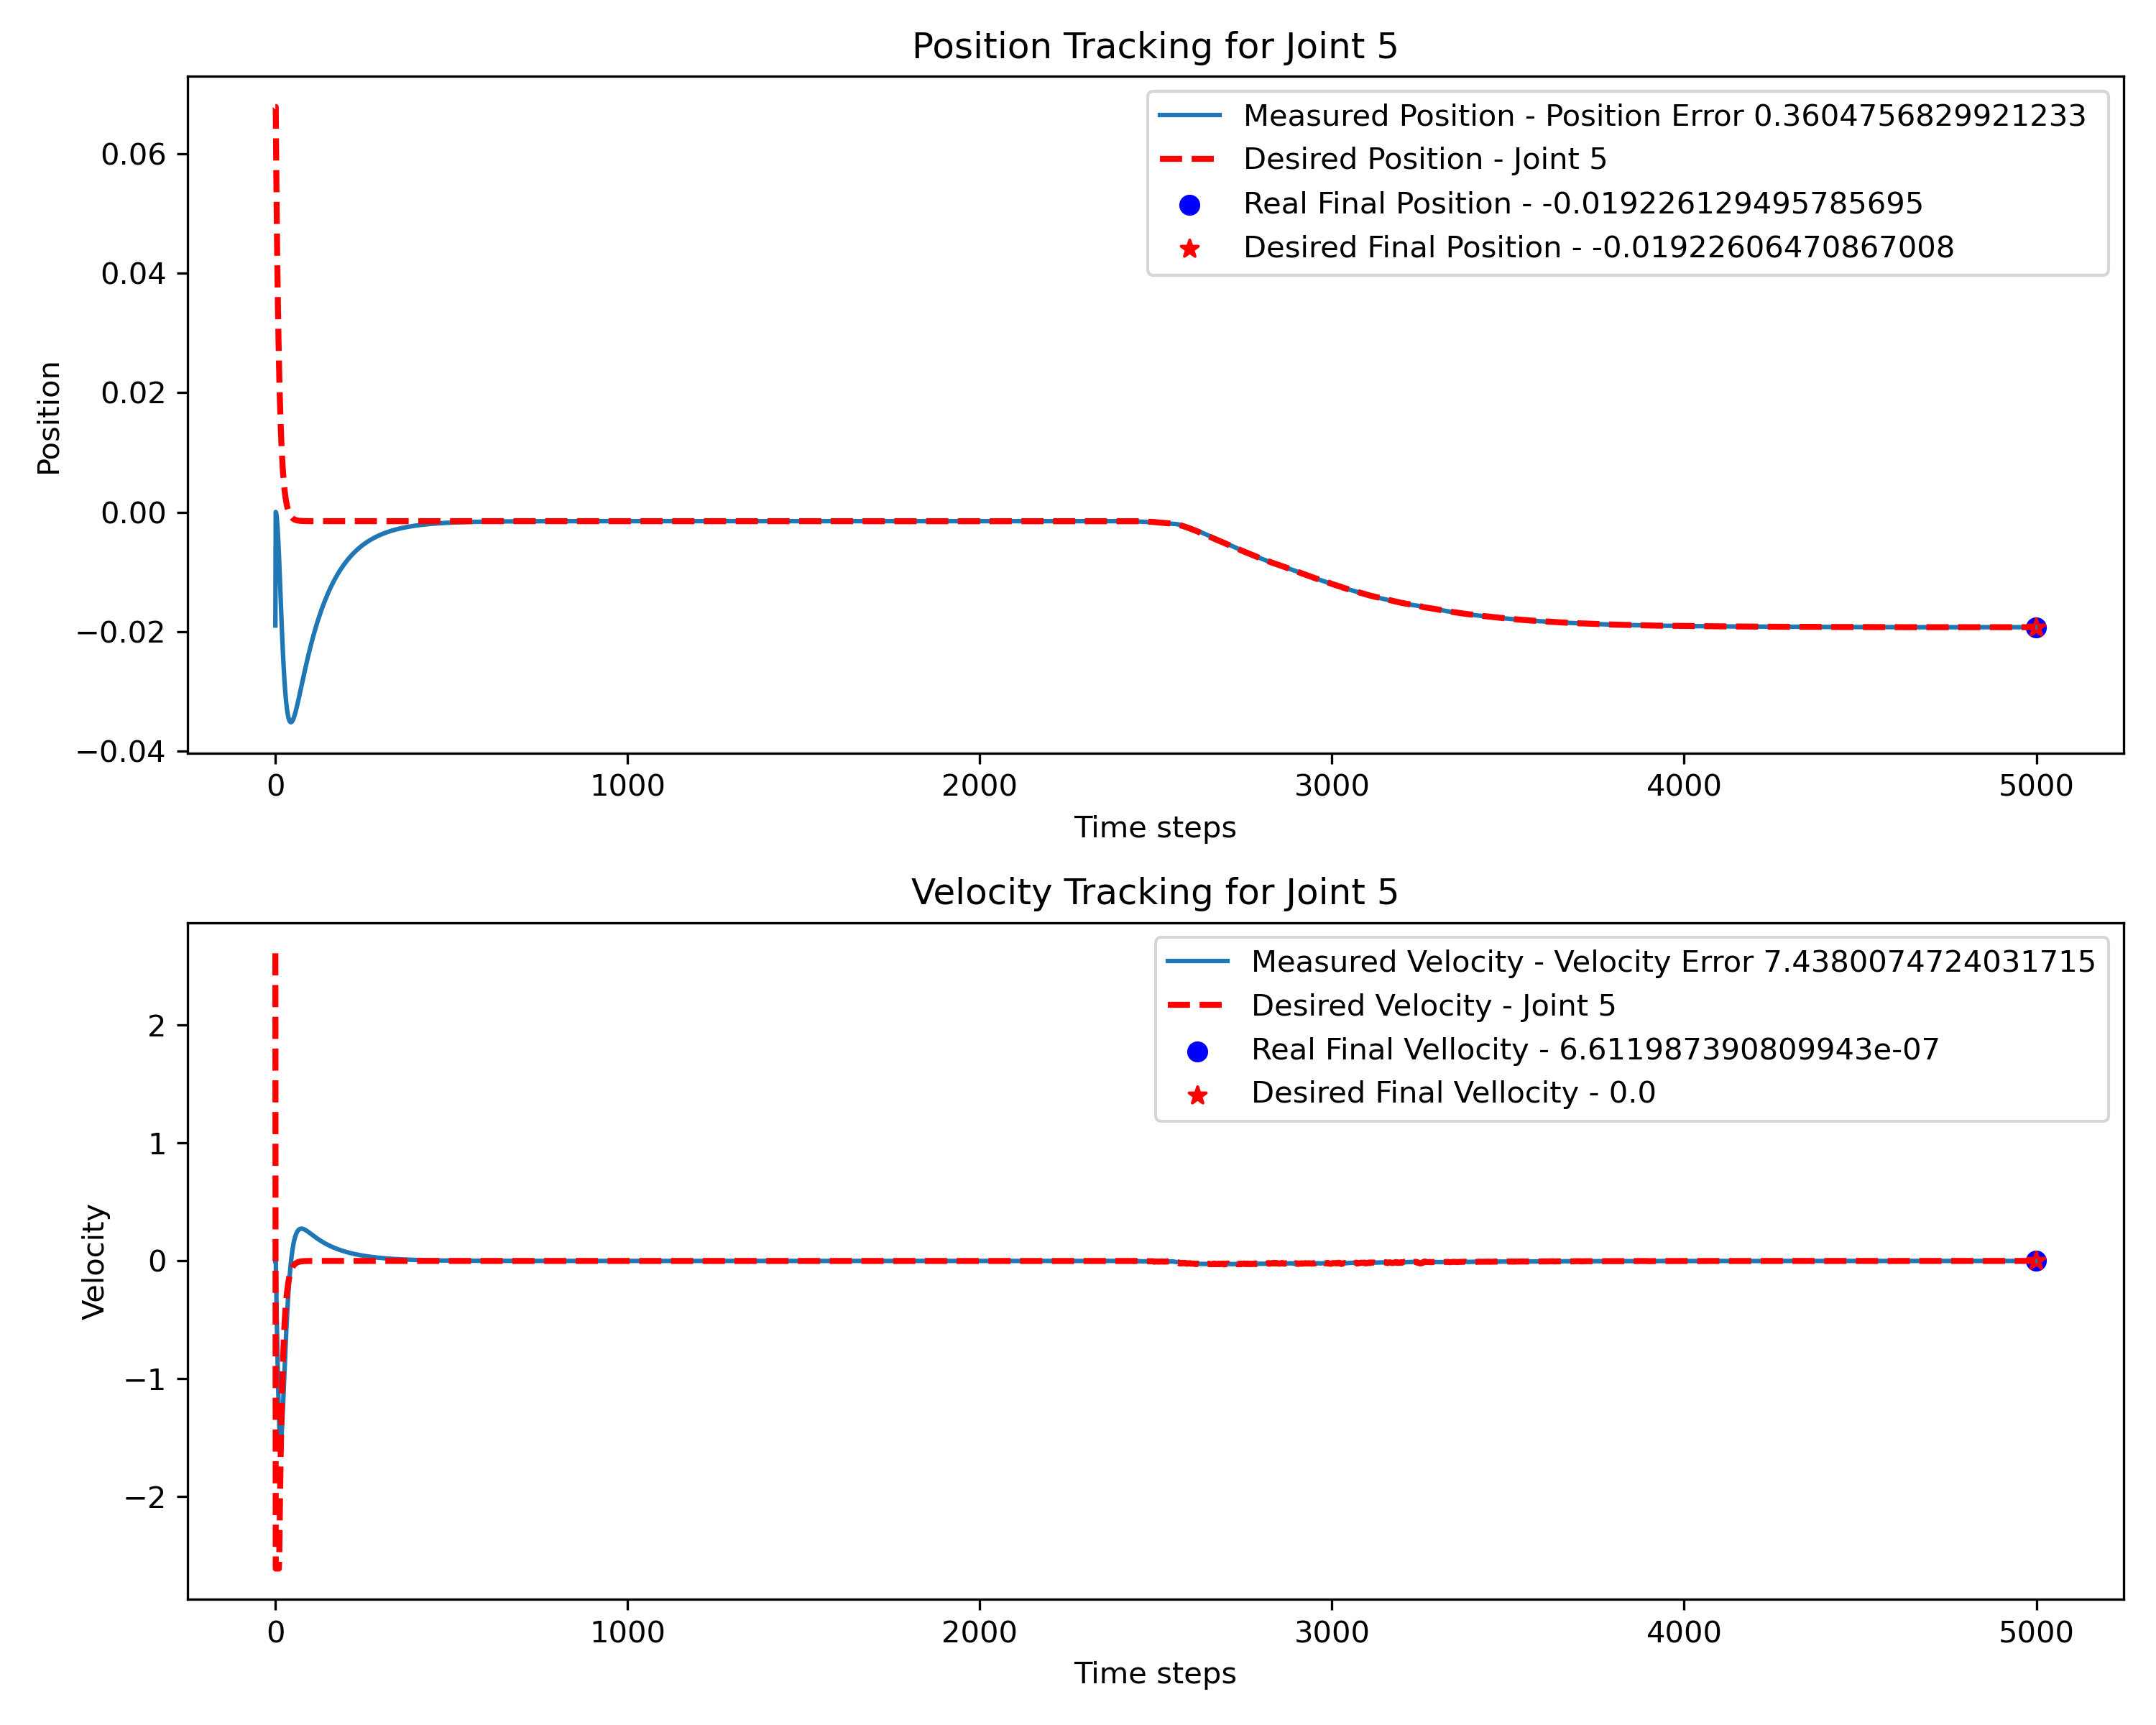 Position Tracking for Joint 5
Measured Position - Position Error 0.3604756829921233
Desired Position - Joint 5
Real Final Position - -0.019226129495785695
Desired Final Position - -0.01922606470867008
Position
0.06
0.04
0.02
0.00
−0.02
−0.04
0 1000 2000 3000 4000 5000
Time steps
Velocity Tracking for Joint 5
Measured Velocity - Velocity Error 7.4380074724031715
Desired Velocity - Joint 5
Real Final Vellocity - 6.611987390809943e-07
Desired Final Vellocity - 0.0
Velocity
2
1
0
−1
−2
0 1000 2000 3000 4000 5000
Time steps